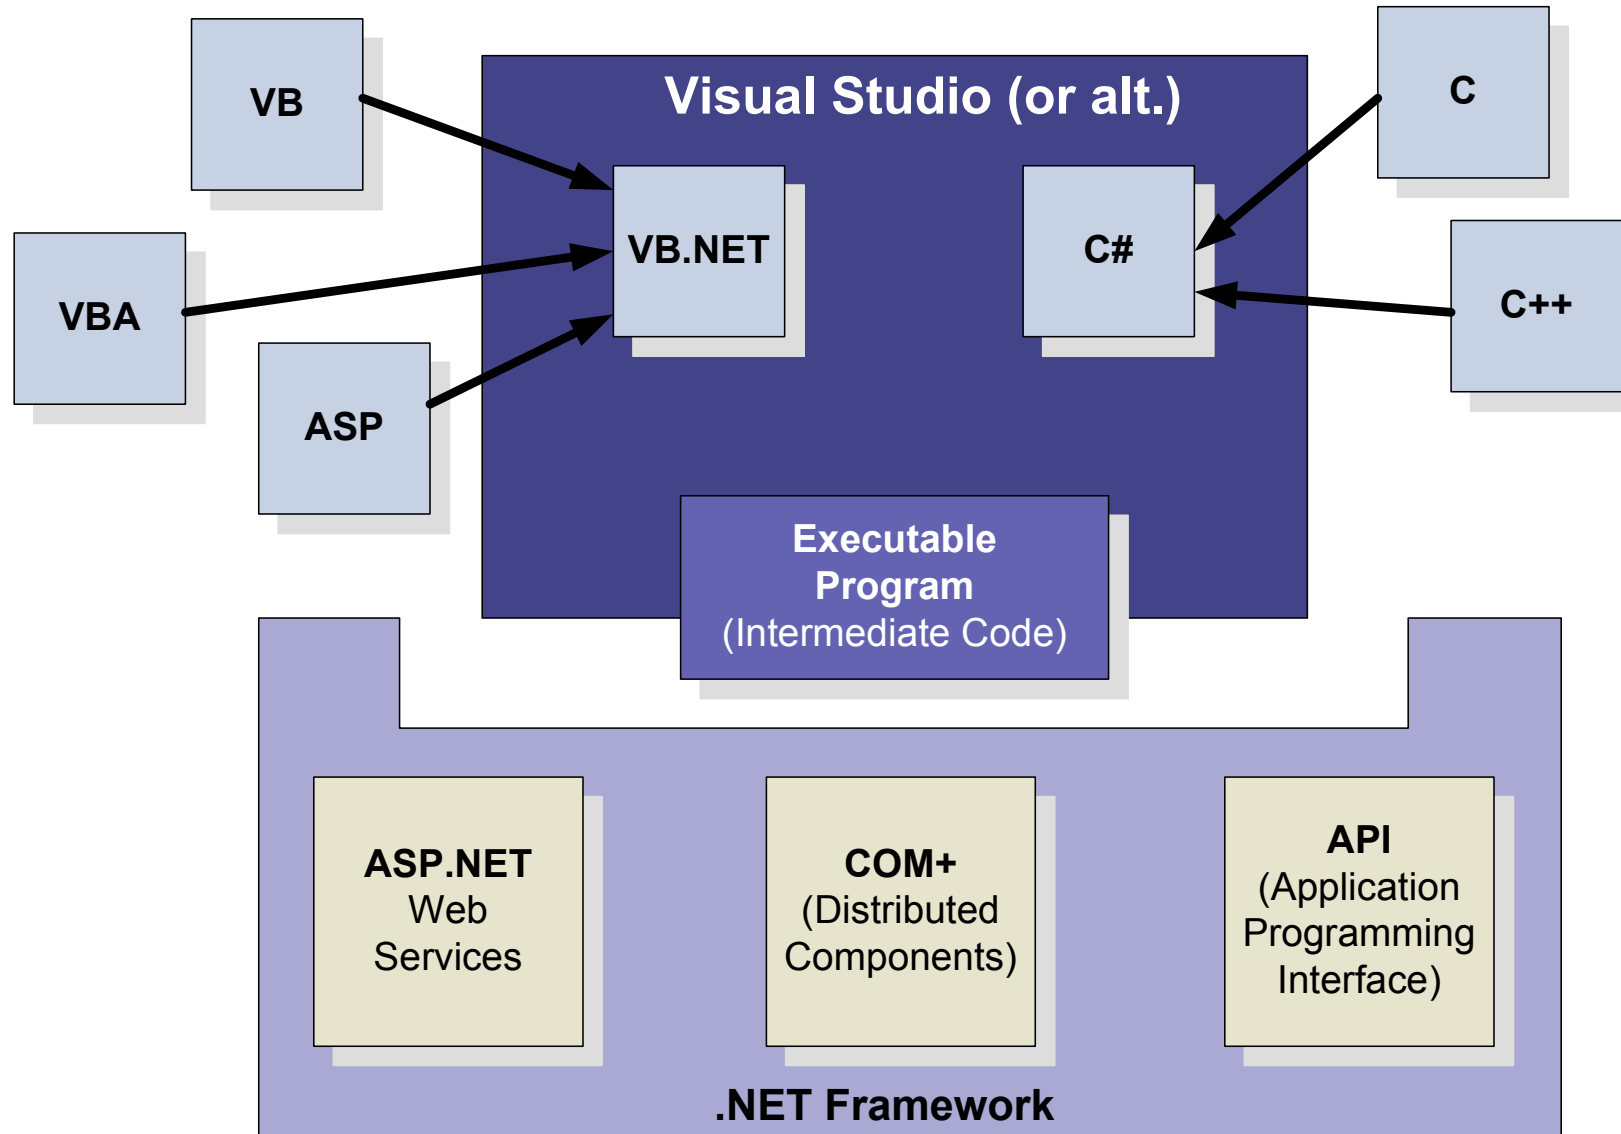 Visual Studio (or alt.)
VB
C
VB.NET
C#
VBA
C++
ASP
Executable
Program
(Intermediate Code)
ASP.NET
Web
Services
COM+
(Distributed
Components)
API
(Application
Programming
Interface)
.NET Framework